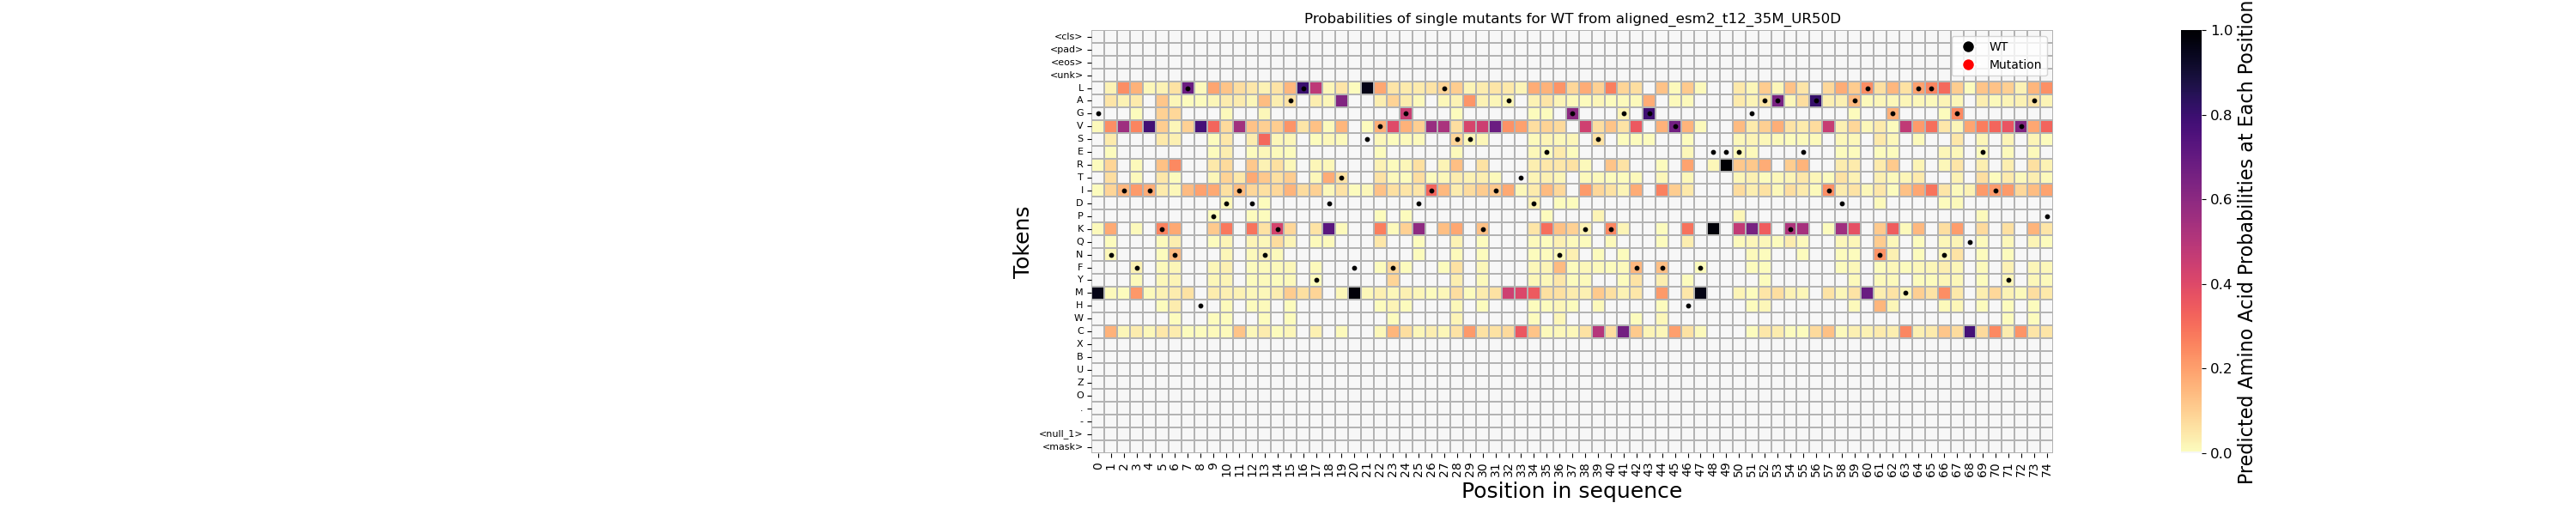 Probabilities of single mutants for WT from aligned_esm2_t12_35M_UR50D
WT
Mutation
Tokens
<cls>
<pad>
<eos>
<unk>
L
A
G
V
S
E
R
T
I
D
P
K
Q
N
F
Y
M
H
W
C
X
B
U
Z
O
.
-
<null_1>
<mask>
0 1 2 3 4 5 6 7 8 9 10 11 12 13 14 15 16 17 18 19 20 21 22 23 24 25 26 27 28 29 30 31 32 33 34 35 36 37 38 39 40 41 42 43 44 45 46 47 48 49 50 51 52 53 54 55 56 57 58 59 60 61 62 63 64 65 66 67 68 69 70 71 72 73 74
Position in sequence
1.0
0.8
0.6
0.4
0.2
0.0
Predicted Amino Acid Probabilities at Each Position